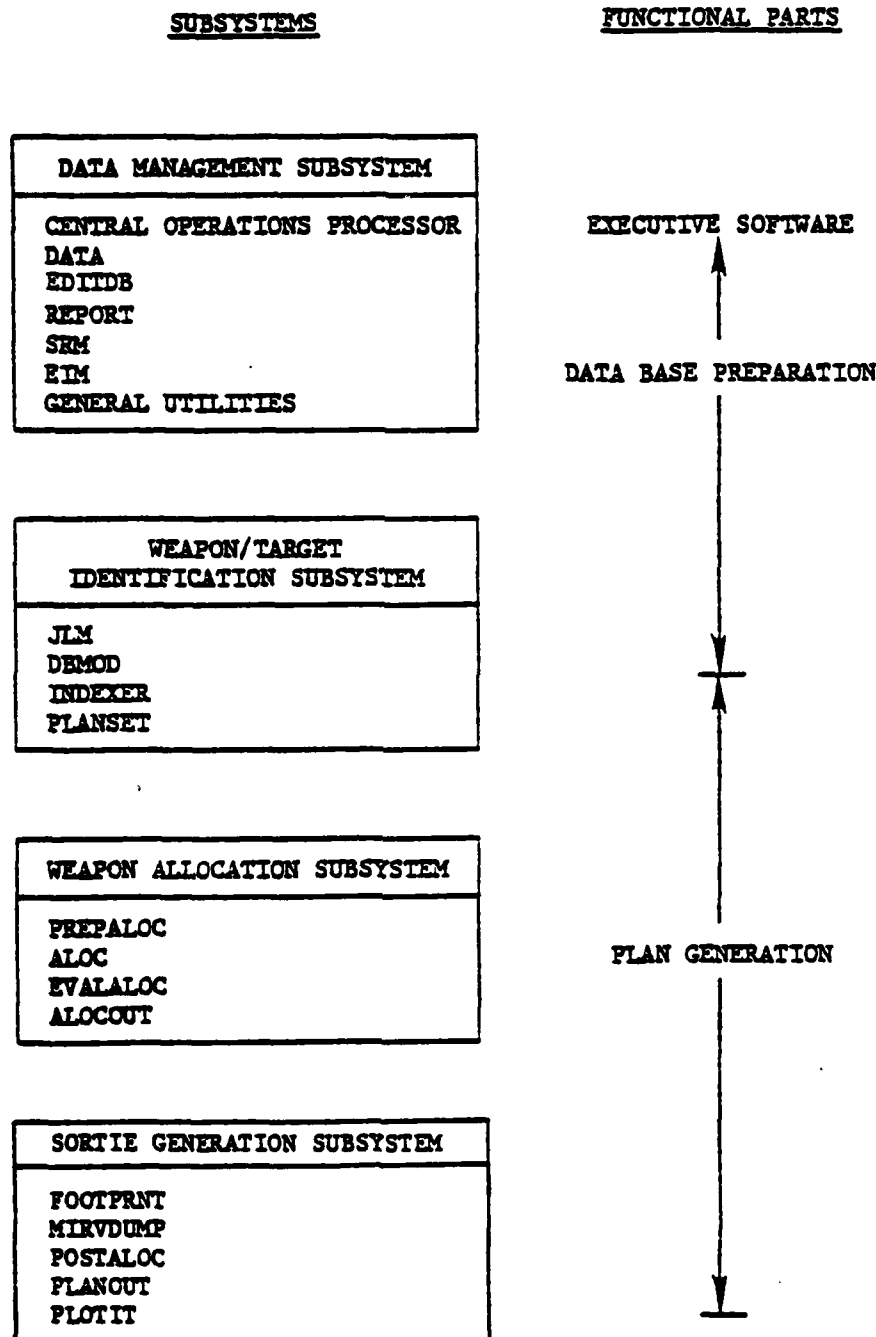 SUBSYSTEMS
FUNCTIONAL PARTS
DATA MANAGEMENT SUBSYSTEM
CENTRAL OPERATIONS PROCESSOR
DATA
EDITDB
REPORT
SRM
EIM
GENERAL UTILITIES
EXECUTIVE SOFTWARE
DATA BASE PREPARATION
WEAPON/TARGET
IDENTIFICATION SUBSYSTEM
JLM
DBMOD
INDEXER
PLANSET
WEAPON ALLOCATION SUBSYSTEM
PREPALOC
ALOC
EVALALOC
ALOCOUT
PLAN GENERATION
SORTIE GENERATION SUBSYSTEM
FOOTPRNT
MIRVDUMP
POSTALOC
PLANOUT
PLOTIT